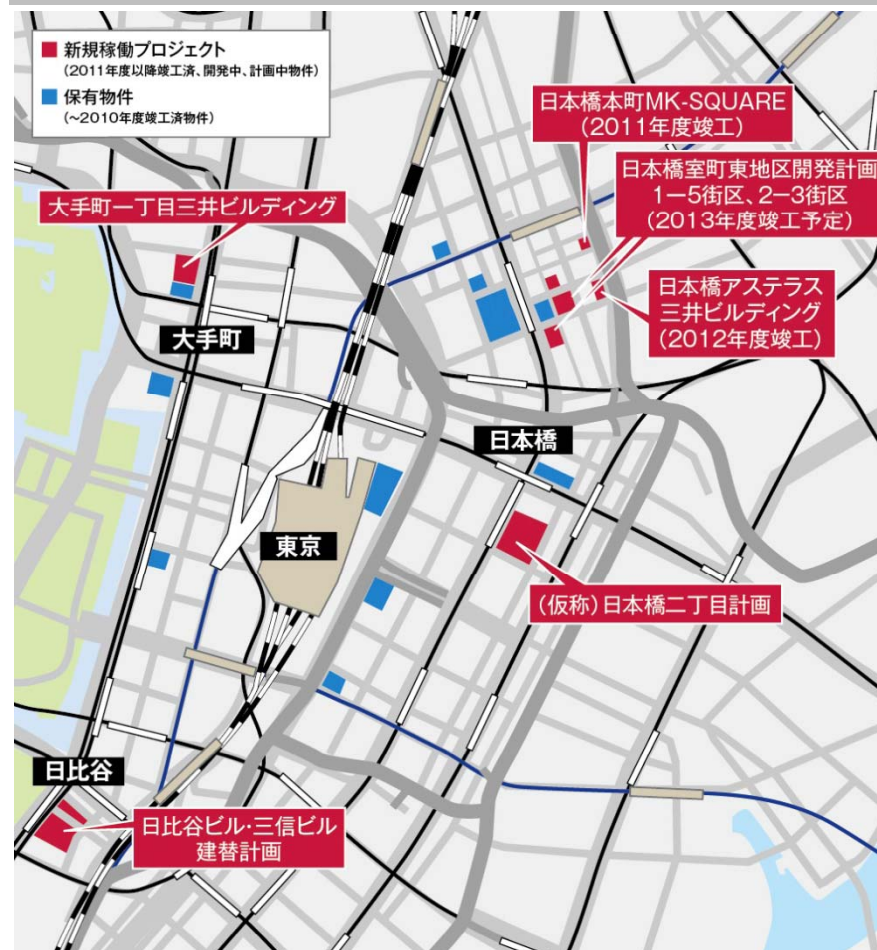 新規稼働プロジェクト
(2011年度以降竣工済、開発中、計画中物件)
保有物件
(～2010年度竣工済物件)
日本橋本町MK-SQUARE
(2011年度竣工)
日本橋室町東地区開発計画
1ー5街区、2ー3街区
(2013年度竣工予定)
大手町一丁目三井ビルディング
日本橋アステラス
三井ビルディング
(2012年度竣工)
大手町
日本橋
東京
(仮称)日本橋二丁目計画
日比谷
日比谷ビル・三信ビル
建替計画